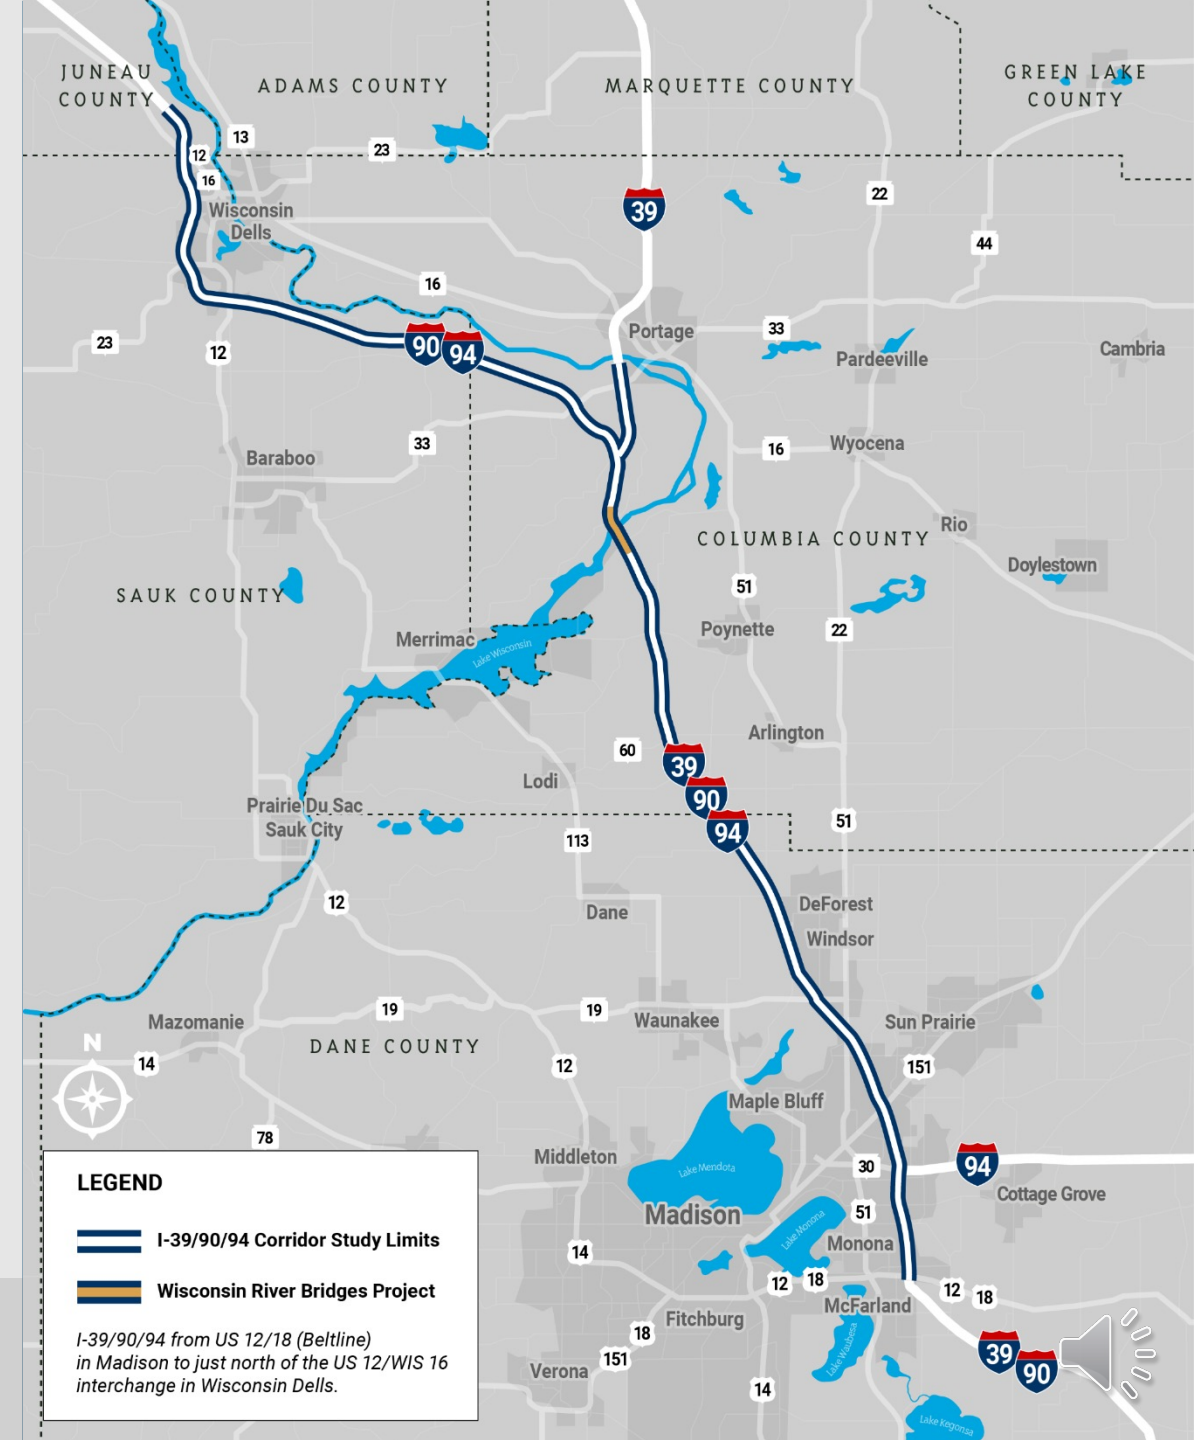 JUNEAU
COUNTY
ADAMS COUNTY
MARQUETTE COUNTY
GREEN LAKE
COUNTY
13
23
12
16
22
39
Wisconsin
Dells
44
16
33
Portage
23
12
90
94
Pardeeville
Cambria
33
16
Wyocena
Baraboo
Rio
COLUMBIA COUNTY
Doylestown
SAUK COUNTY
51
Poynette
22
Merrimac
Lake Wisconsin
Arlington
60
39
Lodi
90
Prairie Du Sac
Sauk City
94
51
113
12
Dane
DeForest
Windsor
19
19
Waunakee
Sun Prairie
Mazomanie
DANE COUNTY
N
14
12
151
Maple Bluff
78
Middleton
Lake Mendota
30
94
Cottage Grove
Madison
51
Lake Monona
Monona
14
12
18
12
18
McFarland
Fitchburg
18
Lake Waubesa
39
151
90
Verona
14
Lake Kegonsa
LEGEND
I-39/90/94 Corridor Study Limits
Wisconsin River Bridges Project
I-39/90/94 from US 12/18 (Beltline)
in Madison to just north of the US 12/WIS 16
interchange in Wisconsin Dells.